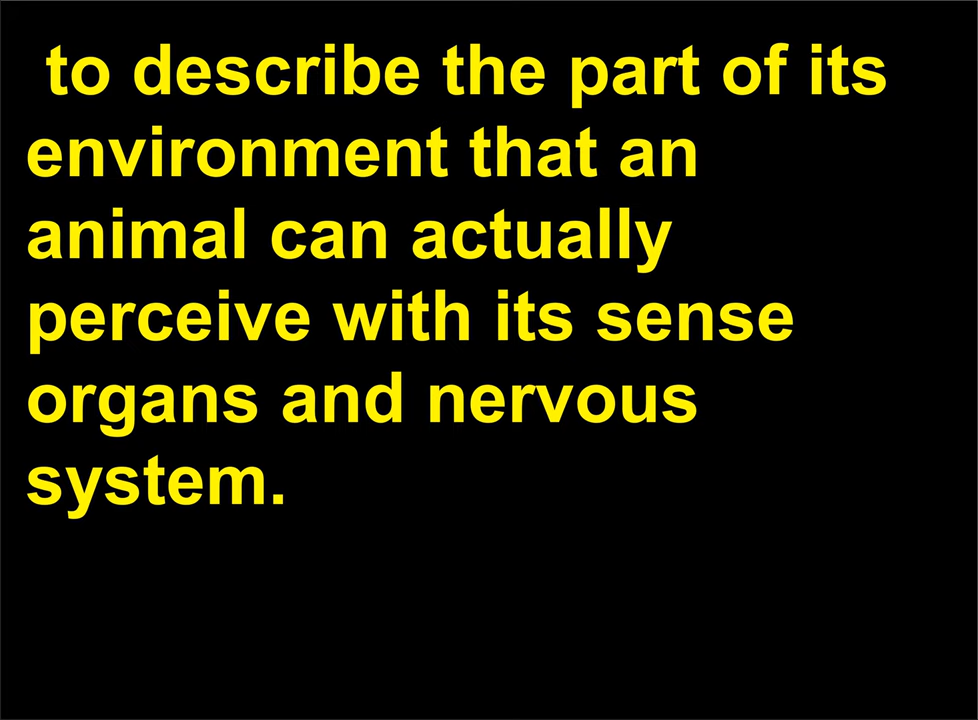 to describe the part of its
environment that an
animal can actually
perceive with its sense
organs and nervous
system.